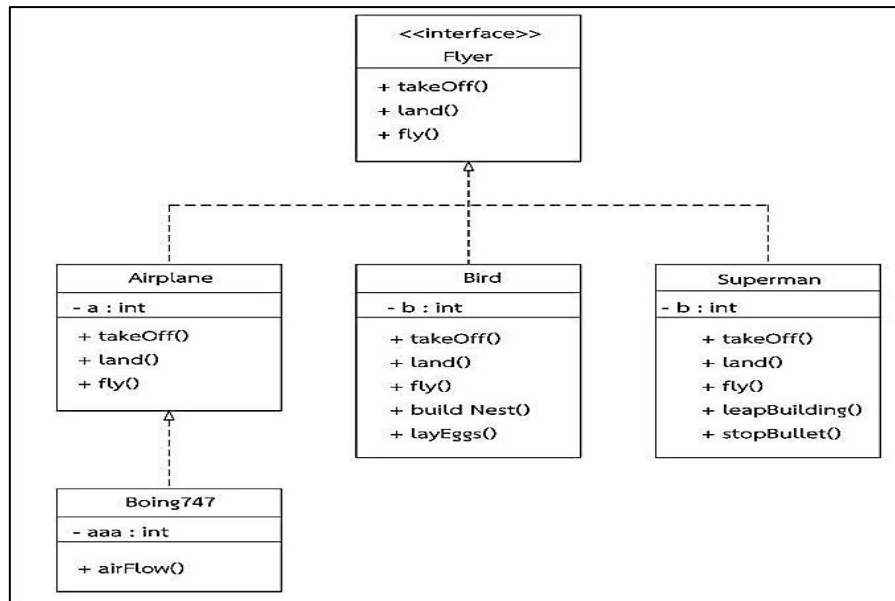 <<interface>>
Flyer
+ takeOff()
+ land()
+ fly()
Airplane
- a : int
+ takeOff()
+ land()
+ fly()
Bird
- b : int
+ takeOff()
+ land()
+ fly()
+ build Nest()
+ layEggs()
Superman
- b : int
+ takeOff()
+ land()
+ fly()
+ leapBuilding()
+ stopBullet()
Boing747
- aaa : int
+ airFlow()